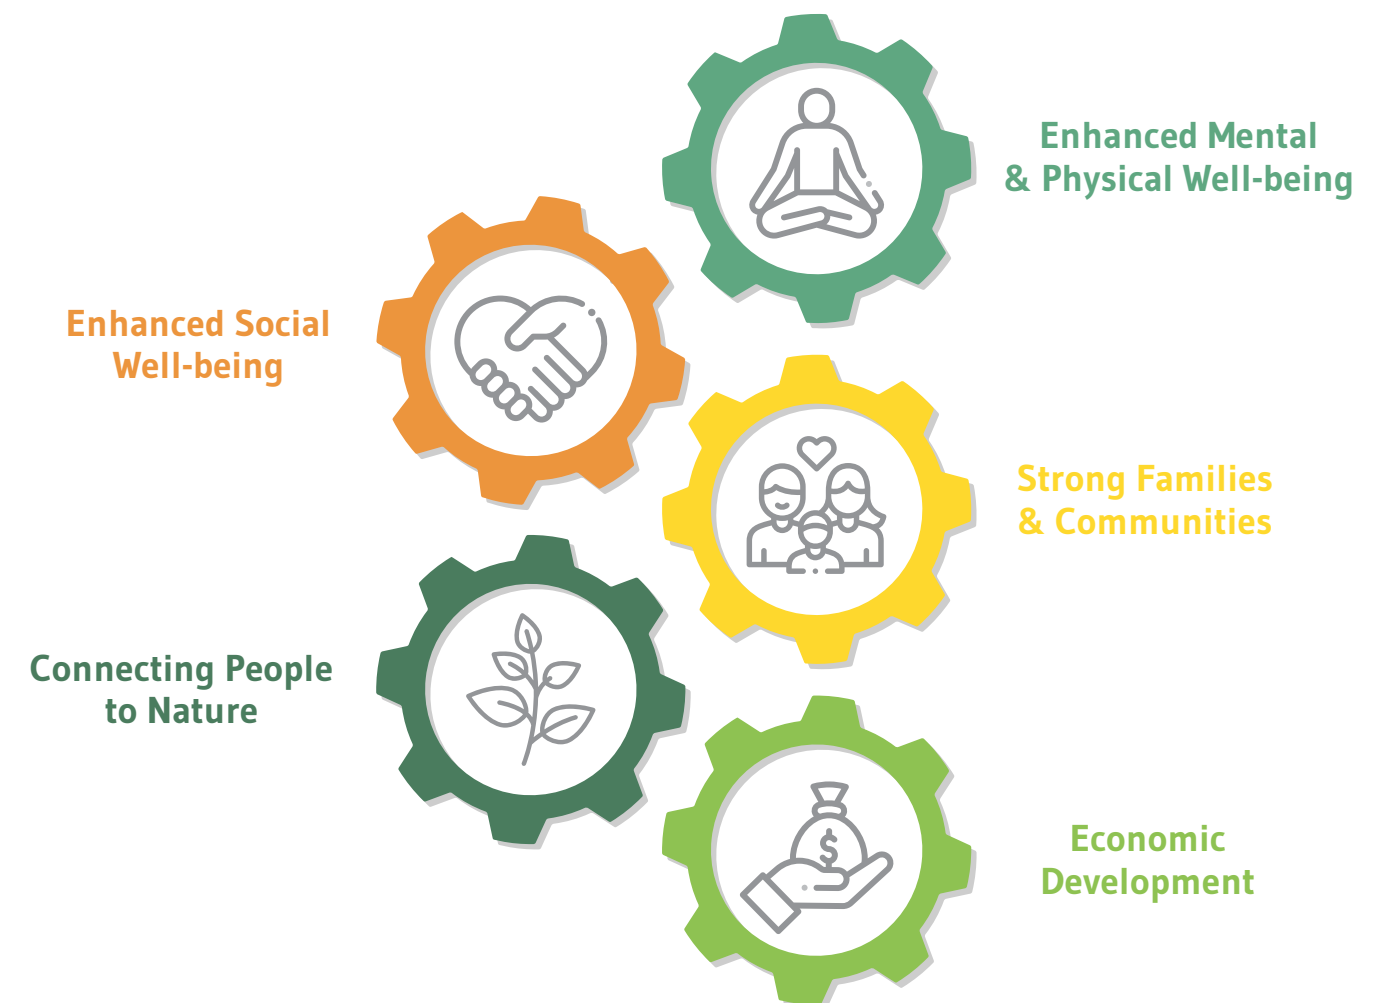 Enhanced Mental
& Physical Well-being
Enhanced Social
Well-being
Strong Families
& Communities
Connecting People
to Nature
$
Economic
Development